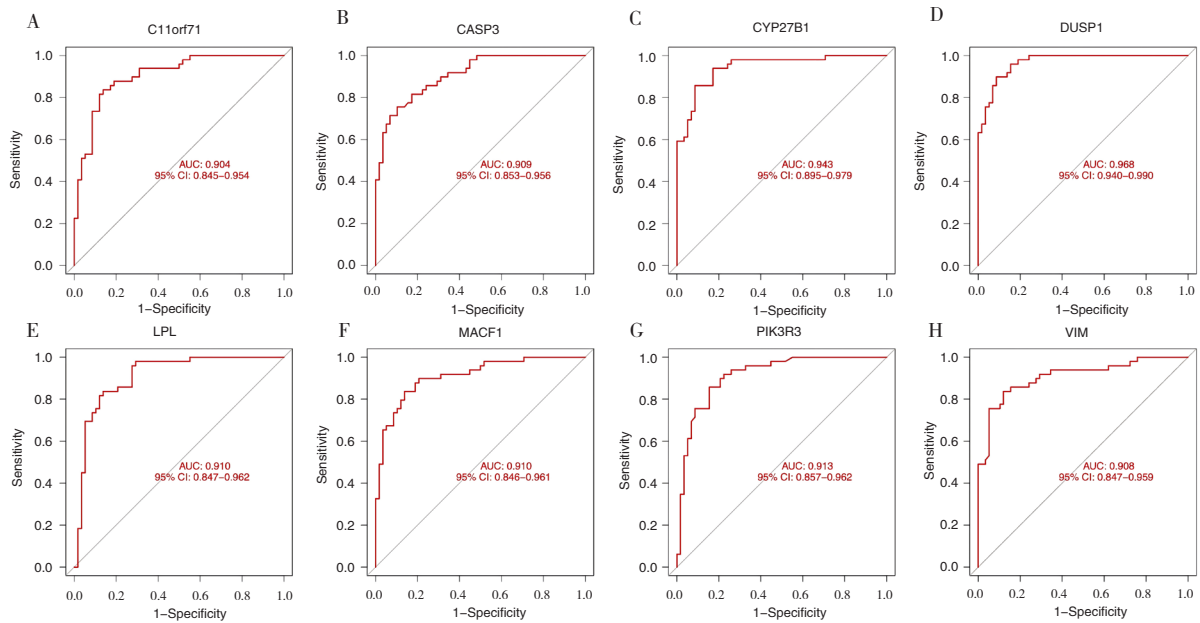 A
C11orf71
1.0
0.8
0.6
0.4
0.2
0.0
Sensitivity
AUC: 0.904
95% CI: 0.845–0.954
0.0 0.2 0.4 0.6 0.8 1.0
1−Specificity
B
CASP3
1.0
0.8
0.6
0.4
0.2
0.0
Sensitivity
AUC: 0.909
95% CI: 0.853–0.956
0.0 0.2 0.4 0.6 0.8 1.0
1−Specificity
C
CYP27B1
1.0
0.8
0.6
0.4
0.2
0.0
Sensitivity
AUC: 0.943
95% CI: 0.895–0.979
0.0 0.2 0.4 0.6 0.8 1.0
1−Specificity
D
DUSP1
1.0
0.8
0.6
0.4
0.2
0.0
Sensitivity
AUC: 0.968
95% CI: 0.940–0.990
0.0 0.2 0.4 0.6 0.8 1.0
1−Specificity
E
LPL
1.0
0.8
0.6
0.4
0.2
0.0
Sensitivity
AUC: 0.910
95% CI: 0.847–0.962
0.0 0.2 0.4 0.6 0.8 1.0
1−Specificity
F
MACF1
1.0
0.8
0.6
0.4
0.2
0.0
Sensitivity
AUC: 0.910
95% CI: 0.846–0.961
0.0 0.2 0.4 0.6 0.8 1.0
1−Specificity
G
PIK3R3
1.0
0.8
0.6
0.4
0.2
0.0
Sensitivity
AUC: 0.913
95% CI: 0.857–0.962
0.0 0.2 0.4 0.6 0.8 1.0
1−Specificity
H
VIM
1.0
0.8
0.6
0.4
0.2
0.0
Sensitivity
AUC: 0.908
95% CI: 0.847–0.959
0.0 0.2 0.4 0.6 0.8 1.0
1−Specificity